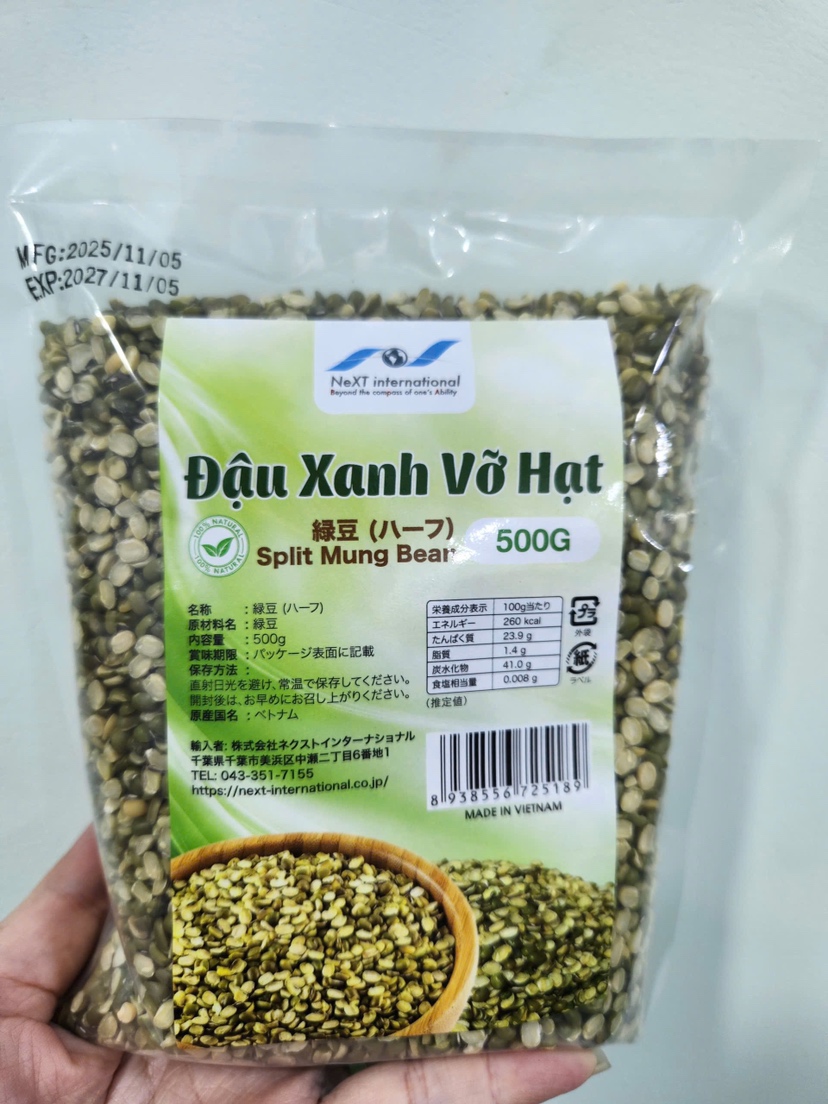 MFG:2025/11/05
EXP:2027/11/05
NeXT international
Beyond the compass of one's Ability
Đậu Xanh Vỡ Hạt
100% NATURAL
100% NATURAL
緑豆 (ハーフ)
Split Mung Bean
500G
名称 : 緑豆 (ハーフ)
原材料名 : 緑豆
内容量 : 500g
賞味期限 : パッケージ表面に記載
保存方法 :
直射日光を避け、常温で保存してください。
開封後は、お早めにお召し上がりください。
原産国名 : ベトナム
栄養成分表示 100g当たり
エネルギー 260 kcal
たんぱく質 23.9 g
脂質 1.4 g
炭水化物 41.0 g
食塩相当量 0.008 g
(推定値)
プラ
外袋
紙
ラベル
輸入者: 株式会社ネクストインターナショナル
千葉県千葉市美浜区中瀬二丁目6番地1
TEL: 043-351-7155
https://next-international.co.jp/
8 938556 725189
MADE IN VIETNAM